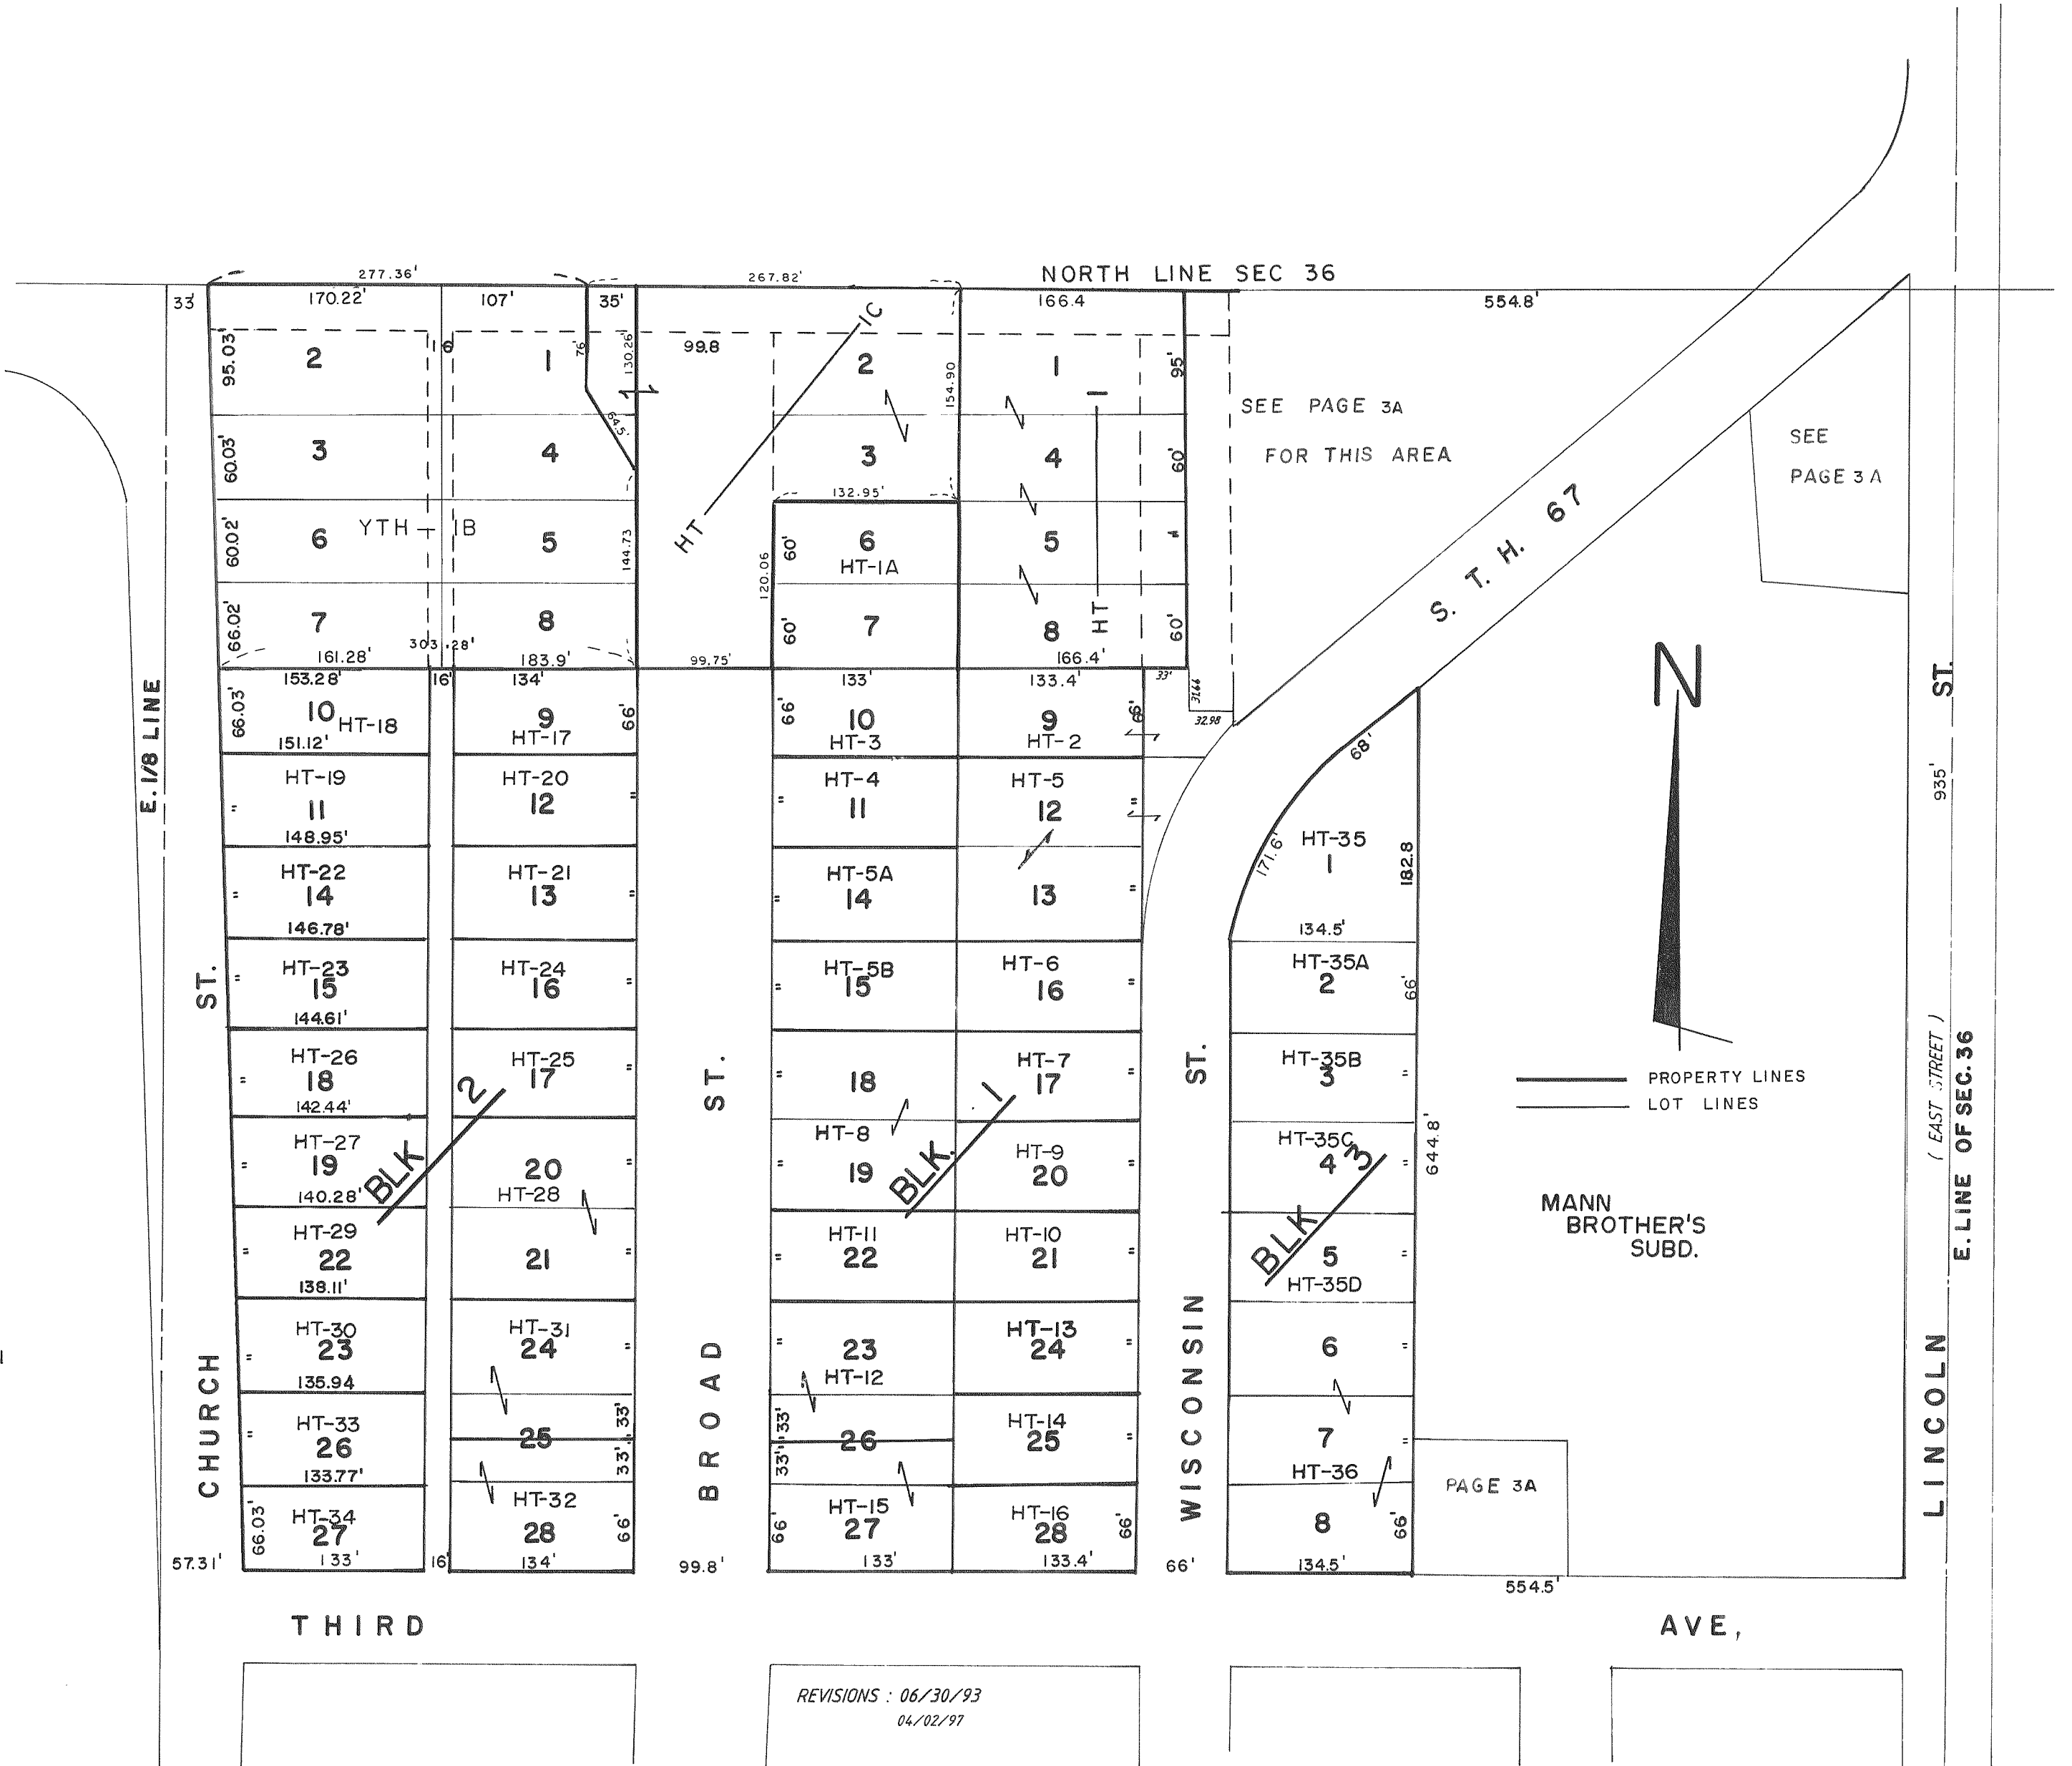 277.36'
267.82'
NORTH LINE SEC 36
33'
170.22'
107'
35'
166.4
554.8'
95.03'
2
16
1
76'
130.26'
99.8
HT 1C
2
154.90
1
95'
SEE PAGE 3A
FOR THIS AREA
SEE
PAGE 3A
60.03'
3
4
64.5'
3
132.95'
4
60'
HT 1
S. T. H. 67
60.02'
6
YTH - 1B
5
144.73
120.06
60'
6
HT-1A
5
"
66.02'
7
8
60'
7
8
60'
303.28'
161.28'
183.9'
99.75'
166.4'
153.28'
16'
134'
133'
133.4'
33'
31.66
32.98
66.03'
10
HT-18
151.12'
9
HT-17
66'
66'
10
HT-3
9
HT-2
66'
N
E. 1/8 LINE
HT-19
11
148.95'
HT-20
12
HT-4
11
HT-5
12
68'
171.6'
HT-35
1
182.8
134.5'
HT-22
14
146.78'
HT-21
13
HT-5A
14
13
HT-23
15
144.61'
HT-24
16
HT-5B
15
HT-6
16
HT-35A
2
66'
HT-26
18
142.44'
HT-25
17
18
HT-7
17
HT-35B
3
PROPERTY LINES
LOT LINES
BLK 2
BLK. 1
BLK 3
HT-27
19
140.28'
20
HT-28
HT-8
19
HT-9
20
HT-35C
4
644.8'
HT-29
22
138.11'
21
HT-11
22
HT-10
21
5
HT-35D
MANN
BROTHER'S
SUBD.
HT-30
23
135.94
HT-31
24
23
HT-12
HT-13
24
6
HT-33
26
133.77'
25
33'
33'
33'
33'
26
HT-14
25
7
HT-36
PAGE 3A
66.03'
HT-34
27
HT-32
28
66'
66'
HT-15
27
HT-16
28
66'
8
66'
57.31'
133'
16'
134'
99.8'
133'
133.4'
66'
134.5'
554.5'
CHURCH ST.
BROAD ST.
WISCONSIN ST.
LINCOLN ST.
935'
( EAST STREET )
E. LINE OF SEC. 36
THIRD AVE,
REVISIONS : 06/30/93
04/02/97